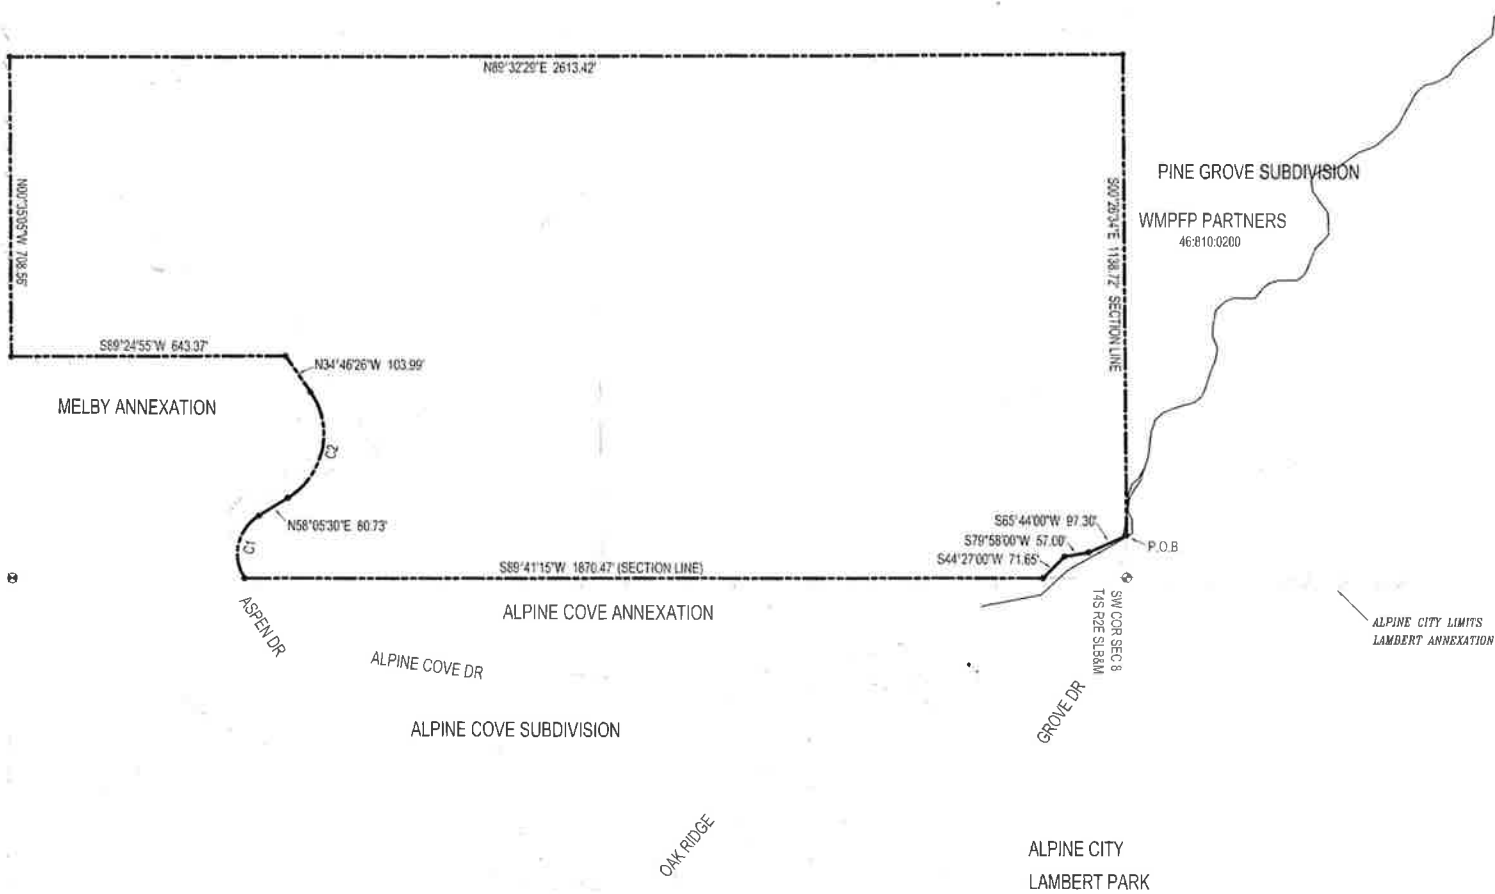 N89°32'29"E 2613.42'
PINE GROVE SUBDIVISION
WMPFP PARTNERS
46:810:0200
N00°35'05"W 708.56'
S00°26'34"E 1138.72' SECTION LINE
S89°24'55"W 643.37'
N34°46'26"W 103.99'
MELBY ANNEXATION
C2
N58°05'30"E 80.73'
C1
S65°44'00"W 97.30'
S79°58'00"W 57.00'
S44°27'00"W 71.65'
P.O.B
S89°41'15"W 1870.47' (SECTION LINE)
SW COR SEC 8
T4S R2E SLB&M
ASPEN DR
ALPINE COVE ANNEXATION
ALPINE CITY LIMITS
LAMBERT ANNEXATION
ALPINE COVE DR
GROVE DR
ALPINE COVE SUBDIVISION
OAK RIDGE
ALPINE CITY
LAMBERT PARK